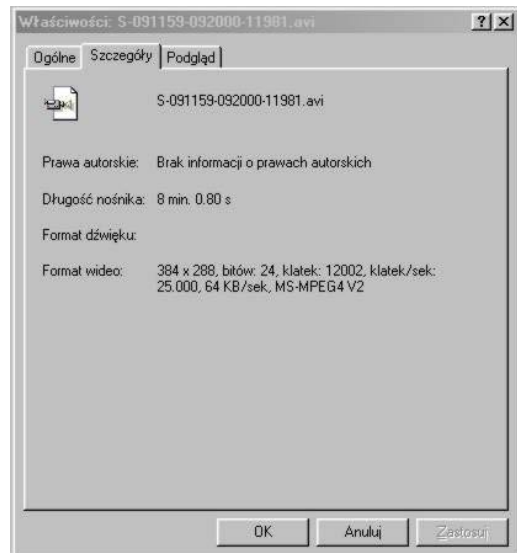 Właściwości: S-091159-092000-11981.avi
? x
Ogólne Szczegóły Podgląd
S-091159-092000-11981.avi
Prawa autorskie: Brak informacji o prawach autorskich
Długość nośnika: 8 min. 0.80 s
Format dźwięku:
Format wideo: 384 x 288, bitów: 24, klatek: 12002, klatek/sek:
25.000, 64 KB/sek, MS-MPEG4 V2
OK Anuluj Zastosuj